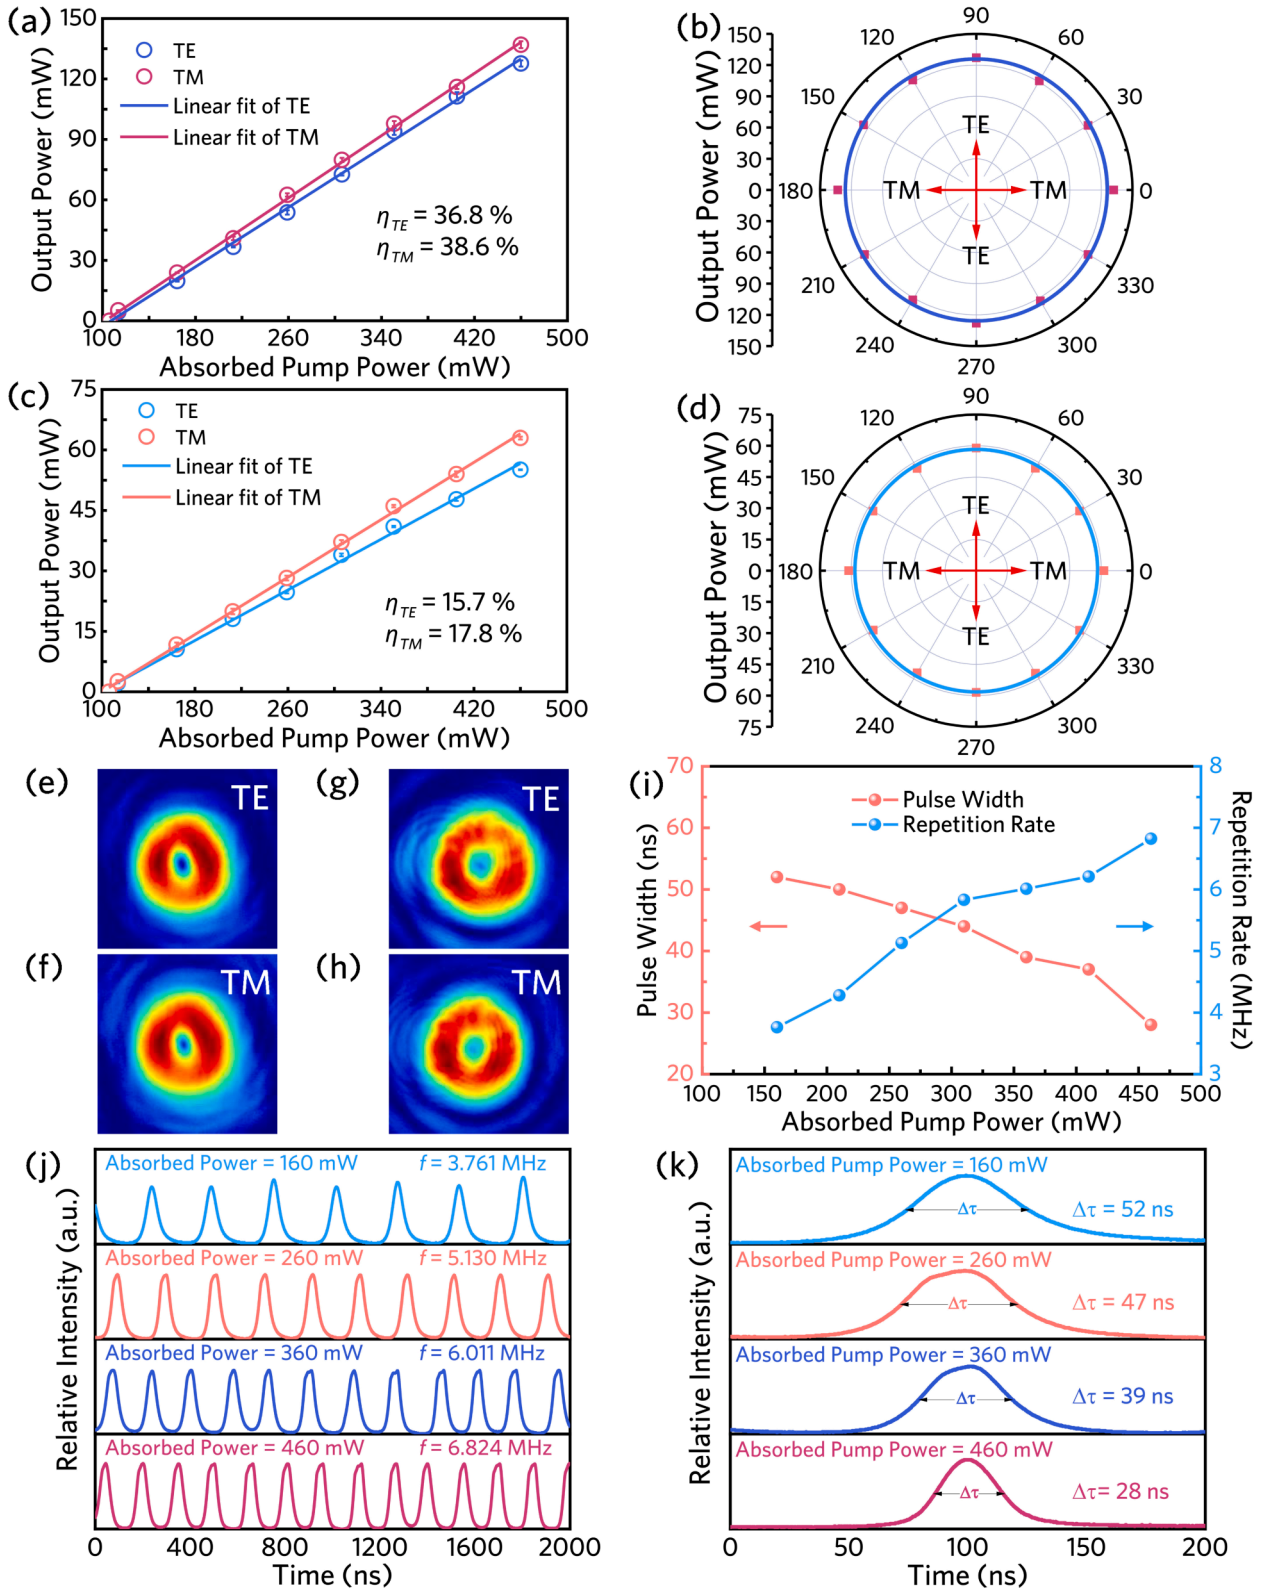 (a)
150
120
90
60
30
0
Output Power (mW)
TE
TM
Linear fit of TE
Linear fit of TM
ηTE = 36.8 %
ηTM = 38.6 %
100 180 260 340 420 500
Absorbed Pump Power (mW)
(b)
150
120
90
60
30
0
30
60
90
120
150
Output Power (mW)
90
120 60
150 30
180 0
210 330
240 300
270
TE
TM TM
TE
(c)
75
60
45
30
15
0
Output Power (mW)
TE
TM
Linear fit of TE
Linear fit of TM
ηTE = 15.7 %
ηTM = 17.8 %
100 180 260 340 420 500
Absorbed Pump Power (mW)
(d)
75
60
45
30
15
0
15
30
45
60
75
Output Power (mW)
90
120 60
150 30
180 0
210 330
240 300
270
TE
TM TM
TE
(e)
TE
(g)
TE
(f)
TM
(h)
TM
(i)
70
60
50
40
30
20
Pulse Width (ns)
Pulse Width
Repetition Rate
8
7
6
5
4
3
Repetition Rate (MHz)
100 150 200 250 300 350 400 450 500
Absorbed Pump Power (mW)
(j)
Relative Intensity (a.u.)
Absorbed Power = 160 mW f = 3.761 MHz
Absorbed Power = 260 mW f = 5.130 MHz
Absorbed Power = 360 mW f = 6.011 MHz
Absorbed Power = 460 mW f = 6.824 MHz
0 400 800 1200 1600 2000
Time (ns)
(k)
Relative Intensity (a.u.)
Absorbed Pump Power = 160 mW
Δτ Δτ = 52 ns
Absorbed Pump Power = 260 mW
Δτ Δτ = 47 ns
Absorbed Pump Power = 360 mW
Δτ Δτ = 39 ns
Absorbed Pump Power = 460 mW
Δτ Δτ = 28 ns
0 50 100 150 200
Time (ns)